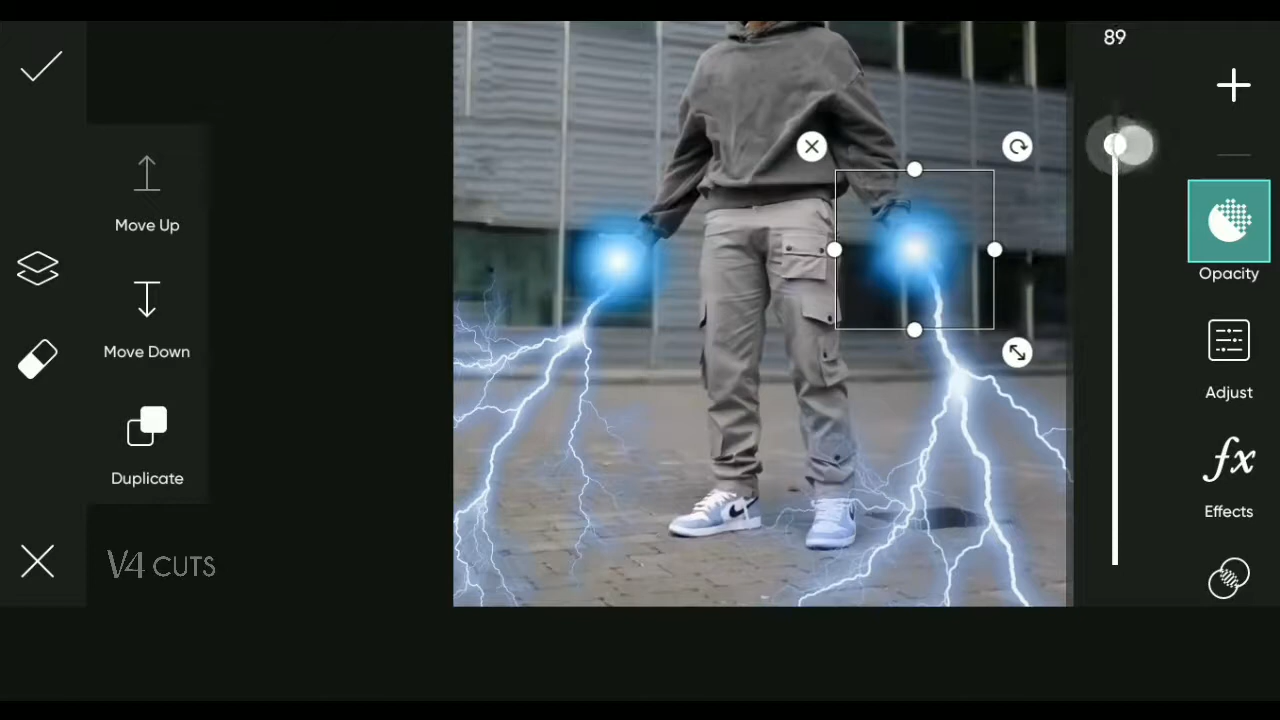 89
Move Up
Opacity
Move Down
Adjust
Duplicate
Effects
V4 CUTS